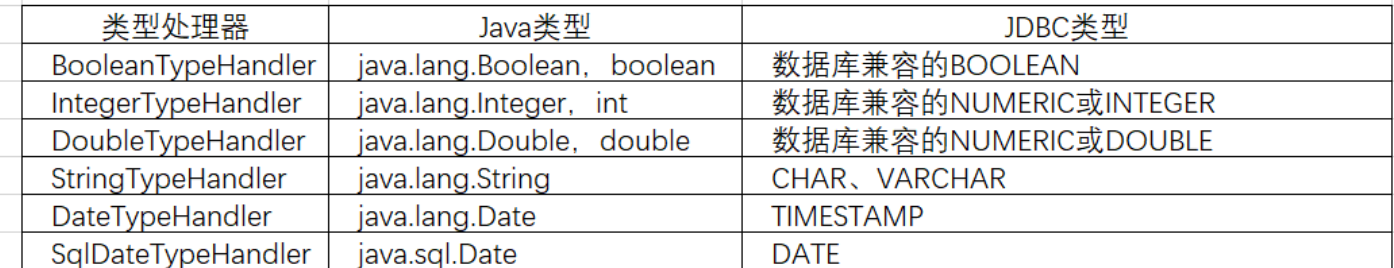 类型处理器 Java类型 JDBC类型
BooleanTypeHandler java.lang.Boolean，boolean 数据库兼容的BOOLEAN
IntegerTypeHandler java.lang.Integer，int 数据库兼容的NUMERIC或INTEGER
DoubleTypeHandler java.lang.Double，double 数据库兼容的NUMERIC或DOUBLE
StringTypeHandler java.lang.String CHAR、VARCHAR
DateTypeHandler java.lang.Date TIMESTAMP
SqlDateTypeHandler java.sql.Date DATE